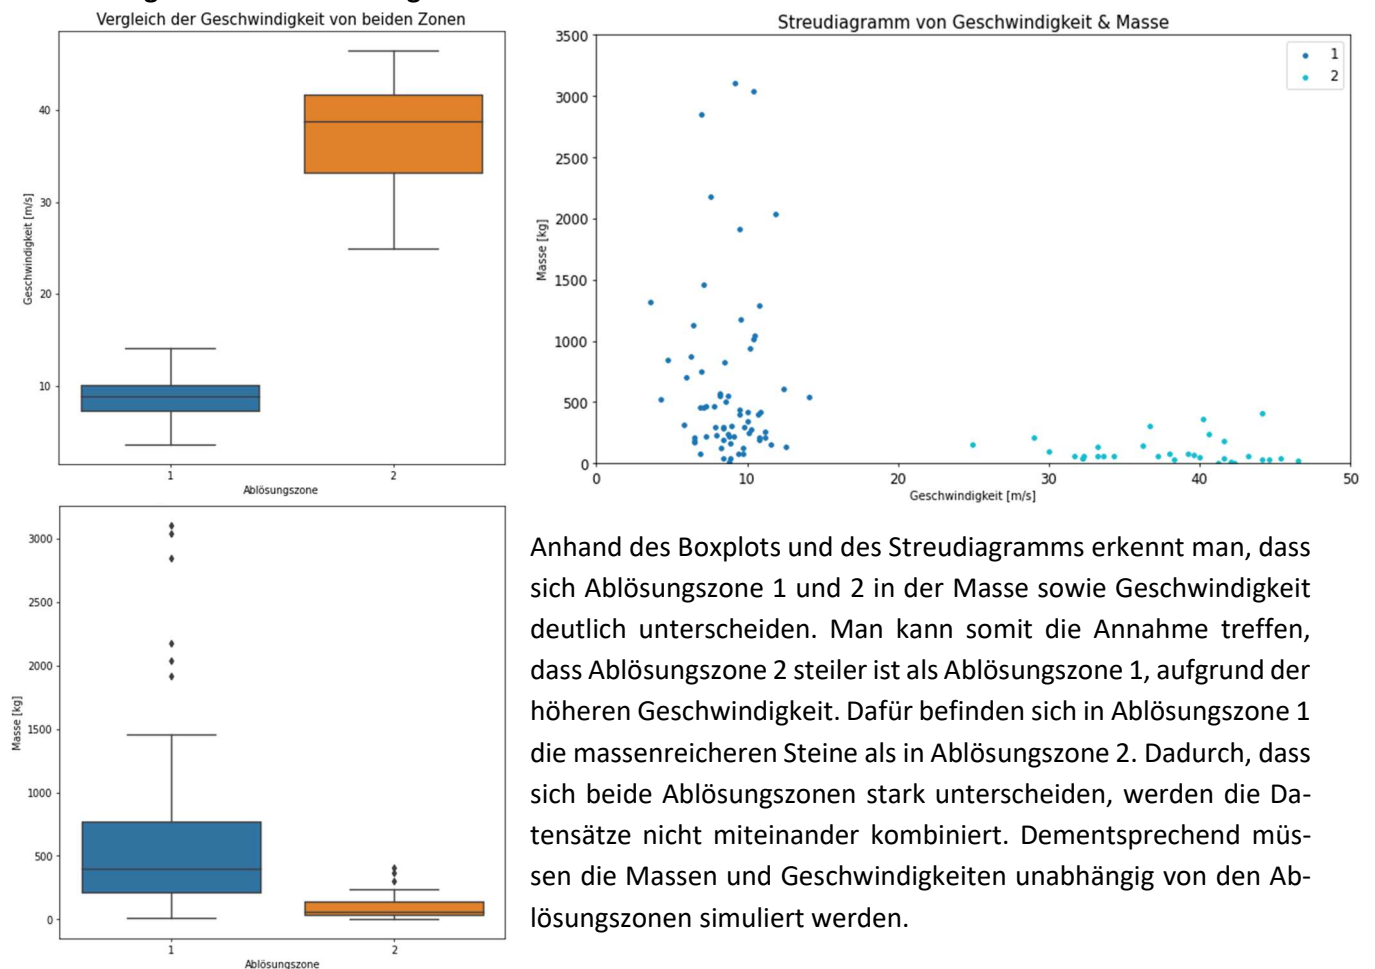 Vergleich der Geschwindigkeit von beiden Zonen
40
30
20
10
Geschwindigkeit [m/s]
1
2
Ablösungszone
Streudiagramm von Geschwindigkeit & Masse
3500
3000
2500
2000
1500
1000
500
0
Masse [kg]
0
10
20
30
40
50
Geschwindigkeit [m/s]
1
2
3000
2500
2000
1500
1000
500
0
Masse [kg]
1
2
Ablösungszone
Anhand des Boxplots und des Streudiagramms erkennt man, dass
sich Ablösungszone 1 und 2 in der Masse sowie Geschwindigkeit
deutlich unterscheiden. Man kann somit die Annahme treffen,
dass Ablösungszone 2 steiler ist als Ablösungszone 1, aufgrund der
höheren Geschwindigkeit. Dafür befinden sich in Ablösungszone 1
die massenreicheren Steine als in Ablösungszone 2. Dadurch, dass
sich beide Ablösungszonen stark unterscheiden, werden die Da-
tensätze nicht miteinander kombiniert. Dementsprechend müs-
sen die Massen und Geschwindigkeiten unabhängig von den Ab-
lösungszonen simuliert werden.